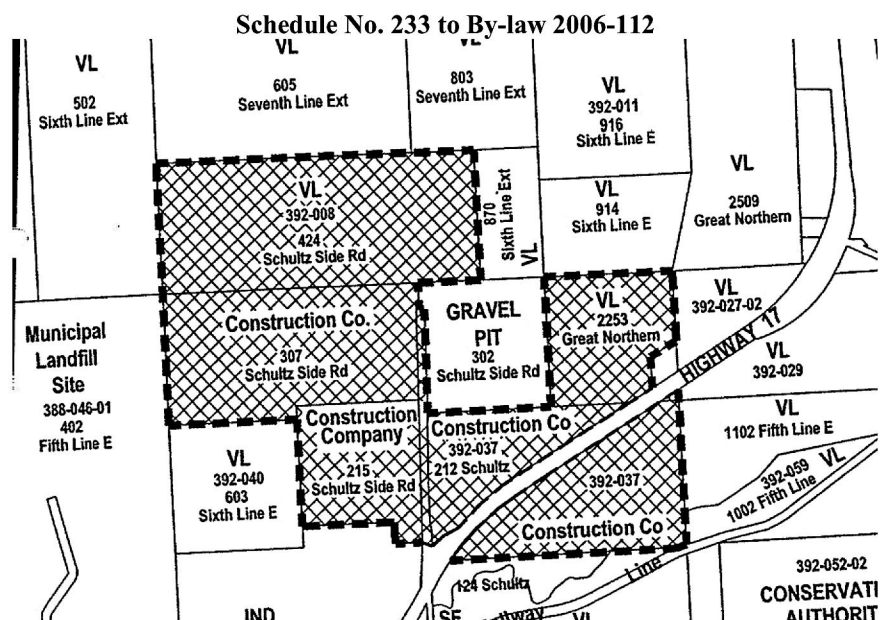 Schedule No. 233 to By-law 2006-112
VL
502
Sixth Line Ext
VL
605
Seventh Line Ext
VL
803
Seventh Line Ext
VL
392-011
916
Sixth Line E
VL
2509
Great Northern
VL
392-008
424
Schultz Side Rd
870
Sixth Line Ext
VL
VL
914
Sixth Line E
Municipal
Landfill
Site
388-046-01
402
Fifth Line E
Construction Co.
307
Schultz Side Rd
GRAVEL
PIT
302
Schultz Side Rd
VL
2253
Great Northern
VL
392-027-02
HIGHWAY 17
VL
392-029
VL
392-040
603
Sixth Line E
Construction
Company
215
Schultz Side Rd
Construction Co
392-037
212 Schultz
392-037
Construction Co
VL
1102 Fifth Line E
392-059
VL
1002 Fifth Line
124 Schultz
Line
392-052-02
CONSERVATI
AUTHORIT
IND
SE
VL